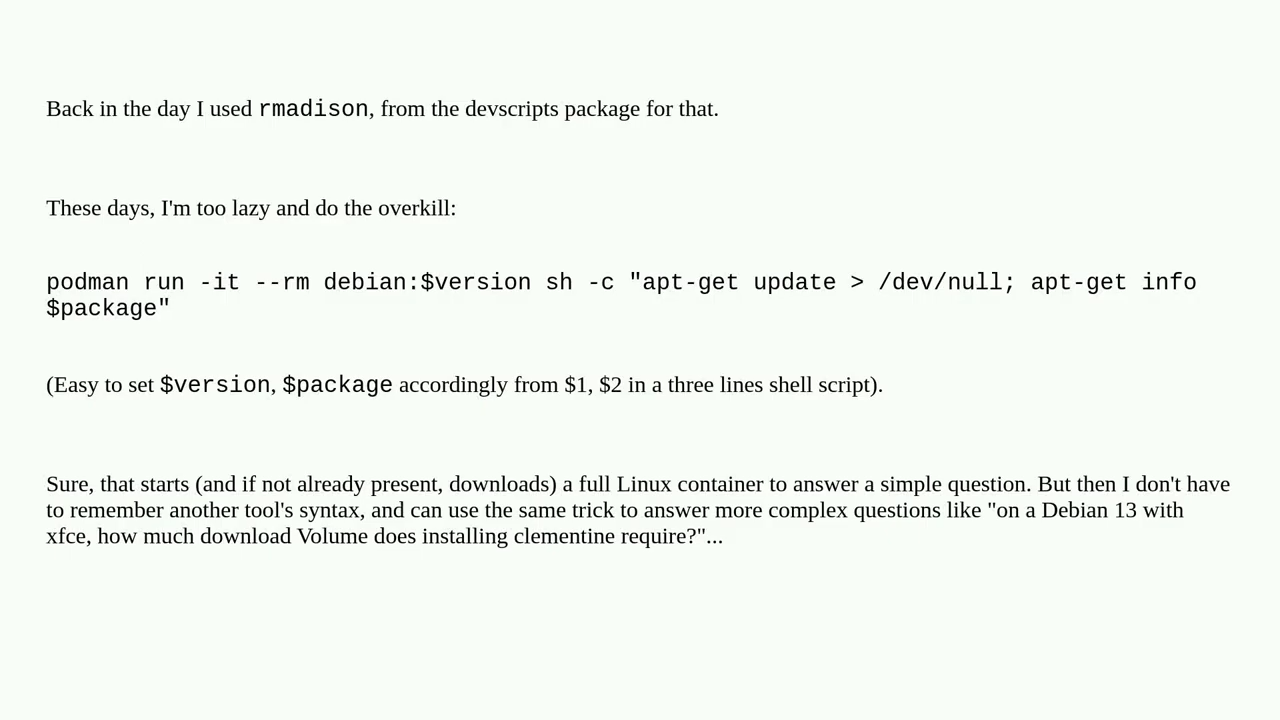 Back in the day I used rmadison, from the devscripts package for that.
These days, I'm too lazy and do the overkill:
podman run -it --rm debian:$version sh -c "apt-get update > /dev/null; apt-get info
$package"
(Easy to set $version, $package accordingly from $1, $2 in a three lines shell script).
Sure, that starts (and if not already present, downloads) a full Linux container to answer a simple question. But then I don't have
to remember another tool's syntax, and can use the same trick to answer more complex questions like "on a Debian 13 with
xfce, how much download Volume does installing clementine require?"...